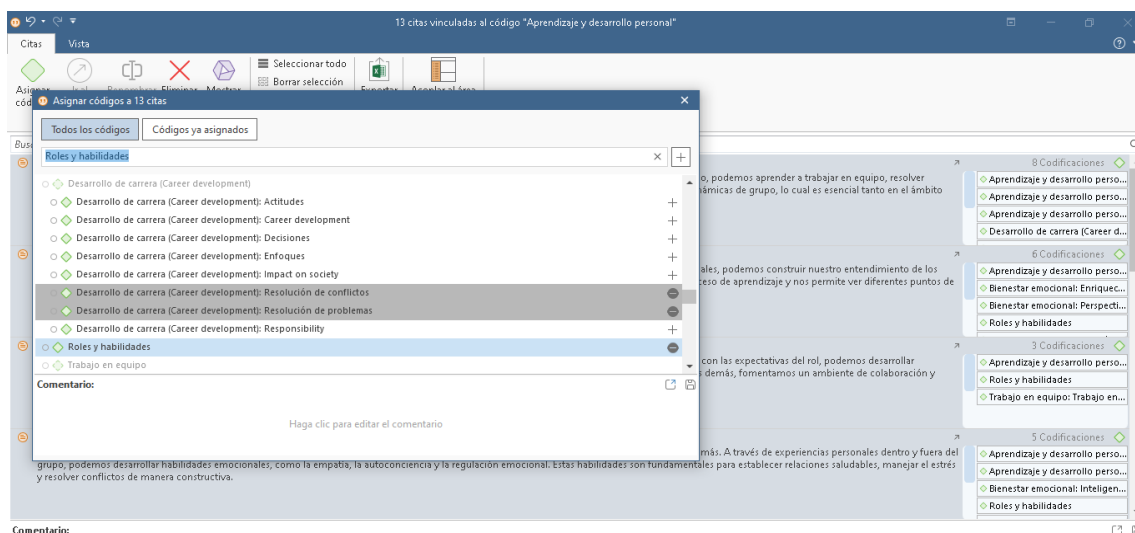 13 citas vinculadas al código "Aprendizaje y desarrollo personal"
Citas
Vista
Seleccionar todo
Borrar selección
Asignar códigos a 13 citas
Todos los códigos
Códigos ya asignados
Roles y habilidades
Desarrollo de carrera (Career development)
Desarrollo de carrera (Career development): Actitudes
Desarrollo de carrera (Career development): Career development
Desarrollo de carrera (Career development): Decisiones
Desarrollo de carrera (Career development): Enfoques
Desarrollo de carrera (Career development): Impact on society
Desarrollo de carrera (Career development): Resolución de conflictos
Desarrollo de carrera (Career development): Resolución de problemas
Desarrollo de carrera (Career development): Responsibility
Roles y habilidades
Trabajo en equipo
Comentario:
Haga clic para editar el comentario
o, podemos aprender a trabajar en equipo, resolver
námicas de grupo, lo cual es esencial tanto en el ámbito
8 Codificaciones
Aprendizaje y desarrollo perso...
Aprendizaje y desarrollo perso...
Aprendizaje y desarrollo perso...
Desarrollo de carrera (Career d...
ales, podemos construir nuestro entendimiento de los
ceso de aprendizaje y nos permite ver diferentes puntos de
6 Codificaciones
Aprendizaje y desarrollo perso...
Bienestar emocional: Enriquec...
Bienestar emocional: Perspecti...
Roles y habilidades
con las expectativas del rol, podemos desarrollar
s demás, fomentamos un ambiente de colaboración y
3 Codificaciones
Aprendizaje y desarrollo perso...
Roles y habilidades
Trabajo en equipo: Trabajo en...
más. A través de experiencias personales dentro y fuera del
grupo, podemos desarrollar habilidades emocionales, como la empatía, la autoconciencia y la regulación emocional. Estas habilidades son fundamentales para establecer relaciones saludables, manejar el estrés
y resolver conflictos de manera constructiva.
5 Codificaciones
Aprendizaje y desarrollo perso...
Aprendizaje y desarrollo perso...
Bienestar emocional: Inteligen...
Roles y habilidades
Comentario: